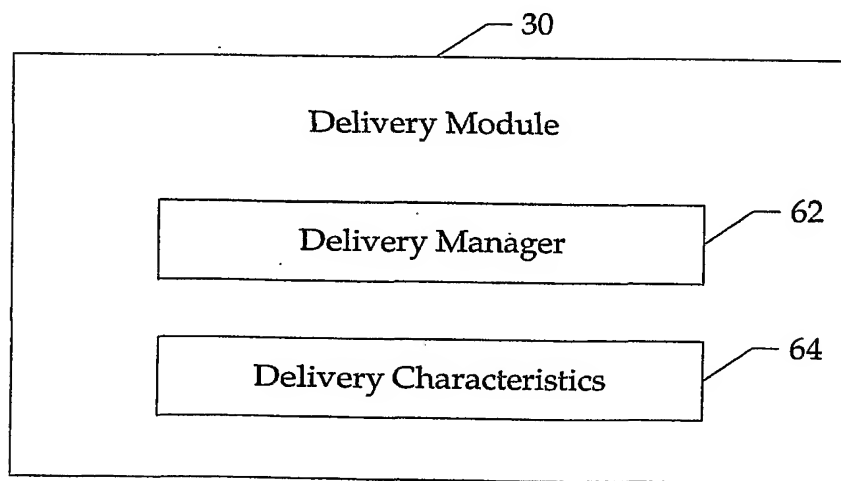 30
Delivery Module
62
Delivery Manager
64
Delivery Characteristics